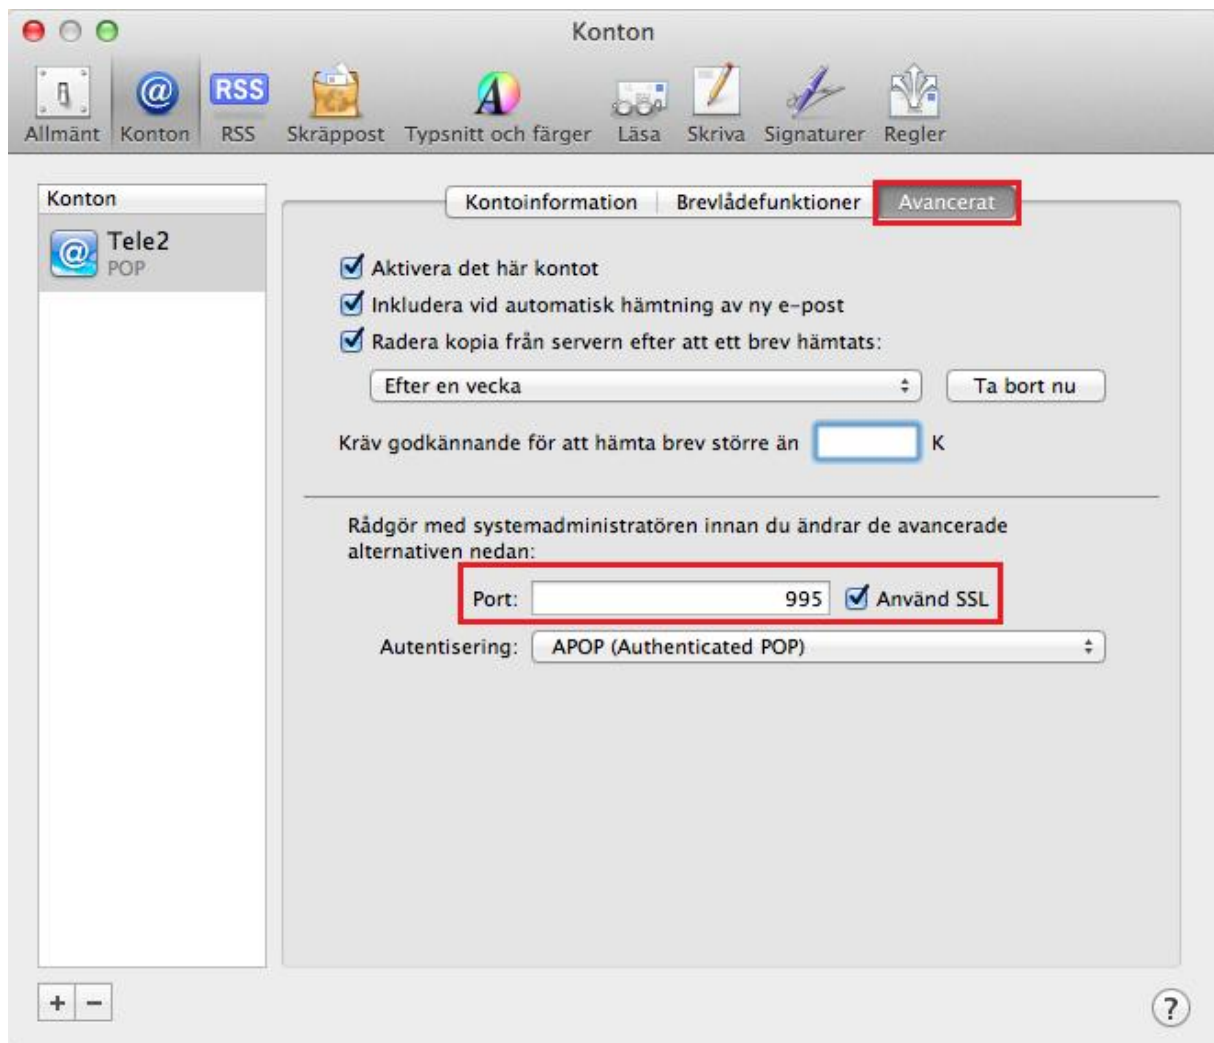 Konton
RSS
Allmänt Konton RSS Skräppost Typsnitt och färger Läsa Skriva Signaturer Regler
Konton
Tele2
POP
Kontoinformation Brevlådefunktioner Avancerat
Aktivera det här kontot
Inkludera vid automatisk hämtning av ny e-post
Radera kopia från servern efter att ett brev hämtats:
Efter en vecka Ta bort nu
Kräv godkännande för att hämta brev större än K
Rådgör med systemadministratören innan du ändrar de avancerade
alternativen nedan:
Port: 995 Använd SSL
Autentisering: APOP (Authenticated POP)
+ − ?